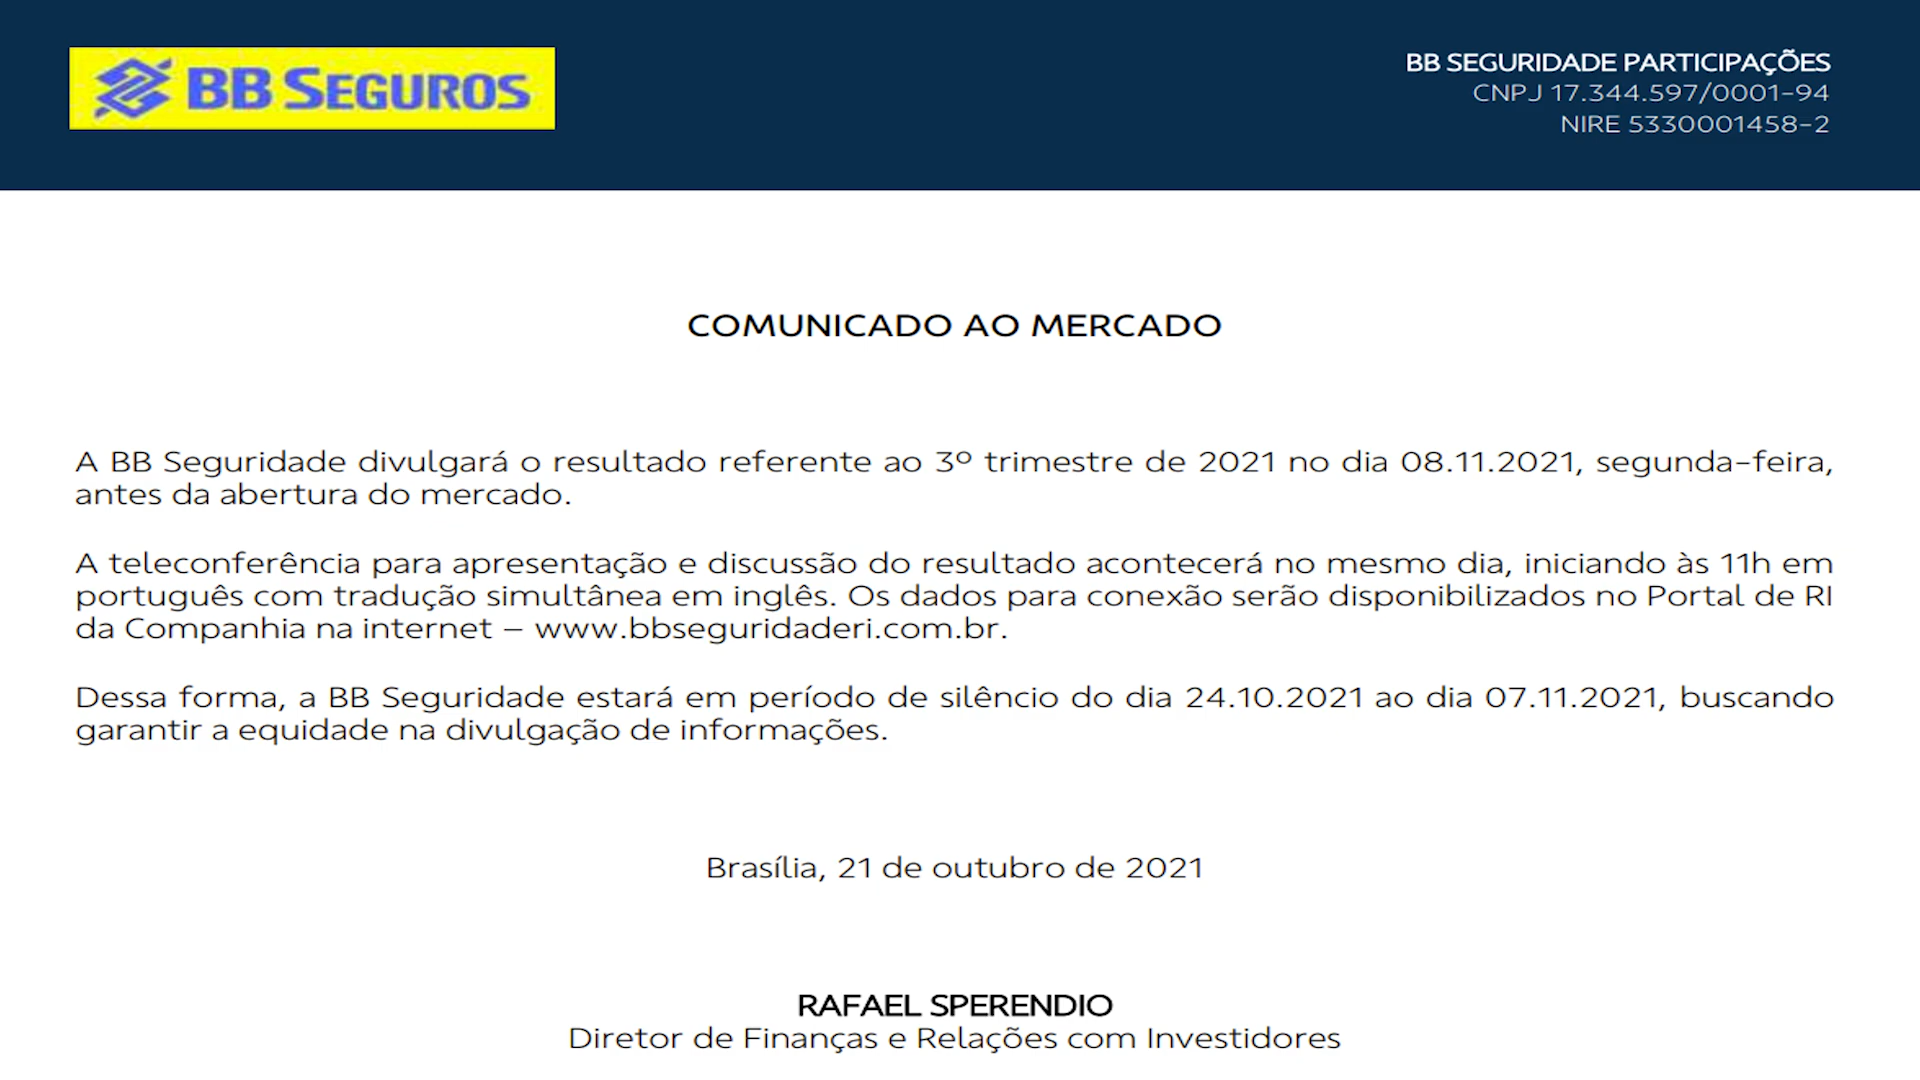 BB SEGUROS
BB SEGURIDADE PARTICIPAÇÕES
CNPJ 17.344.597/0001-94
NIRE 5330001458-2
COMUNICADO AO MERCADO
A BB Seguridade divulgará o resultado referente ao 3º trimestre de 2021 no dia 08.11.2021, segunda-feira,
antes da abertura do mercado.
A teleconferência para apresentação e discussão do resultado acontecerá no mesmo dia, iniciando às 11h em
português com tradução simultânea em inglês. Os dados para conexão serão disponibilizados no Portal de RI
da Companhia na internet – www.bbseguridaderi.com.br.
Dessa forma, a BB Seguridade estará em período de silêncio do dia 24.10.2021 ao dia 07.11.2021, buscando
garantir a equidade na divulgação de informações.
Brasília, 21 de outubro de 2021
RAFAEL SPERENDIO
Diretor de Finanças e Relações com Investidores